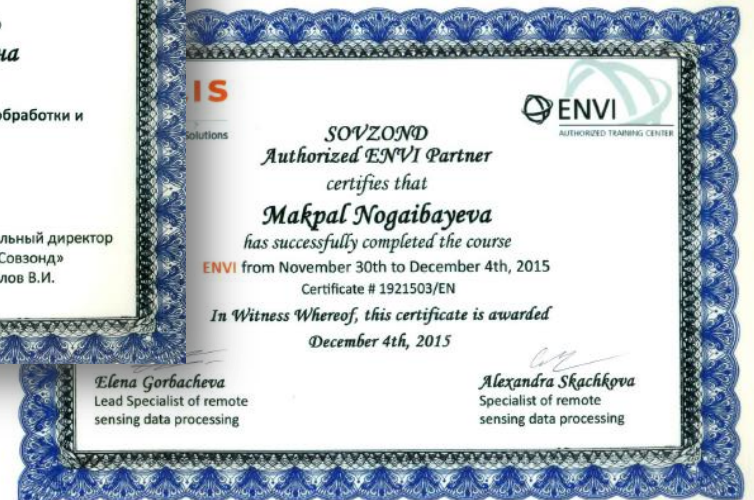 на
обработки и
льный директор
Совзонд»
лов В.И.
IS
Solutions
ENVI
AUTHORIZED TRAINING CENTER
SOVZOND
Authorized ENVI Partner
certifies that
Makpal Nogaibayeva
has successfully completed the course
ENVI from November 30th to December 4th, 2015
Certificate # 1921503/EN
In Witness Whereof, this certificate is awarded
December 4th, 2015
Elena Gorbacheva
Lead Specialist of remote
sensing data processing
Alexandra Skachkova
Specialist of remote
sensing data processing